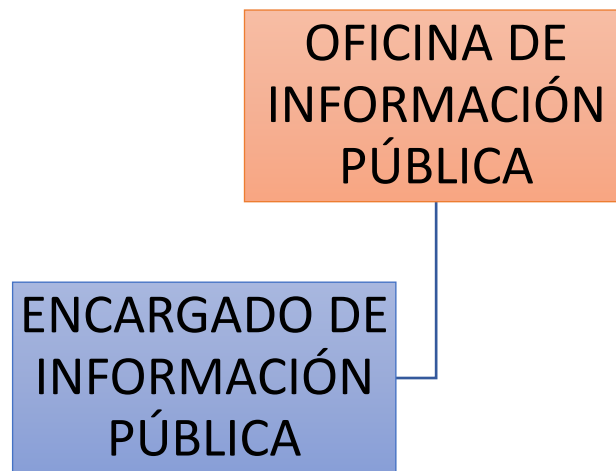 OFICINA DE
INFORMACIÓN
PÚBLICA
ENCARGADO DE
INFORMACIÓN
PÚBLICA